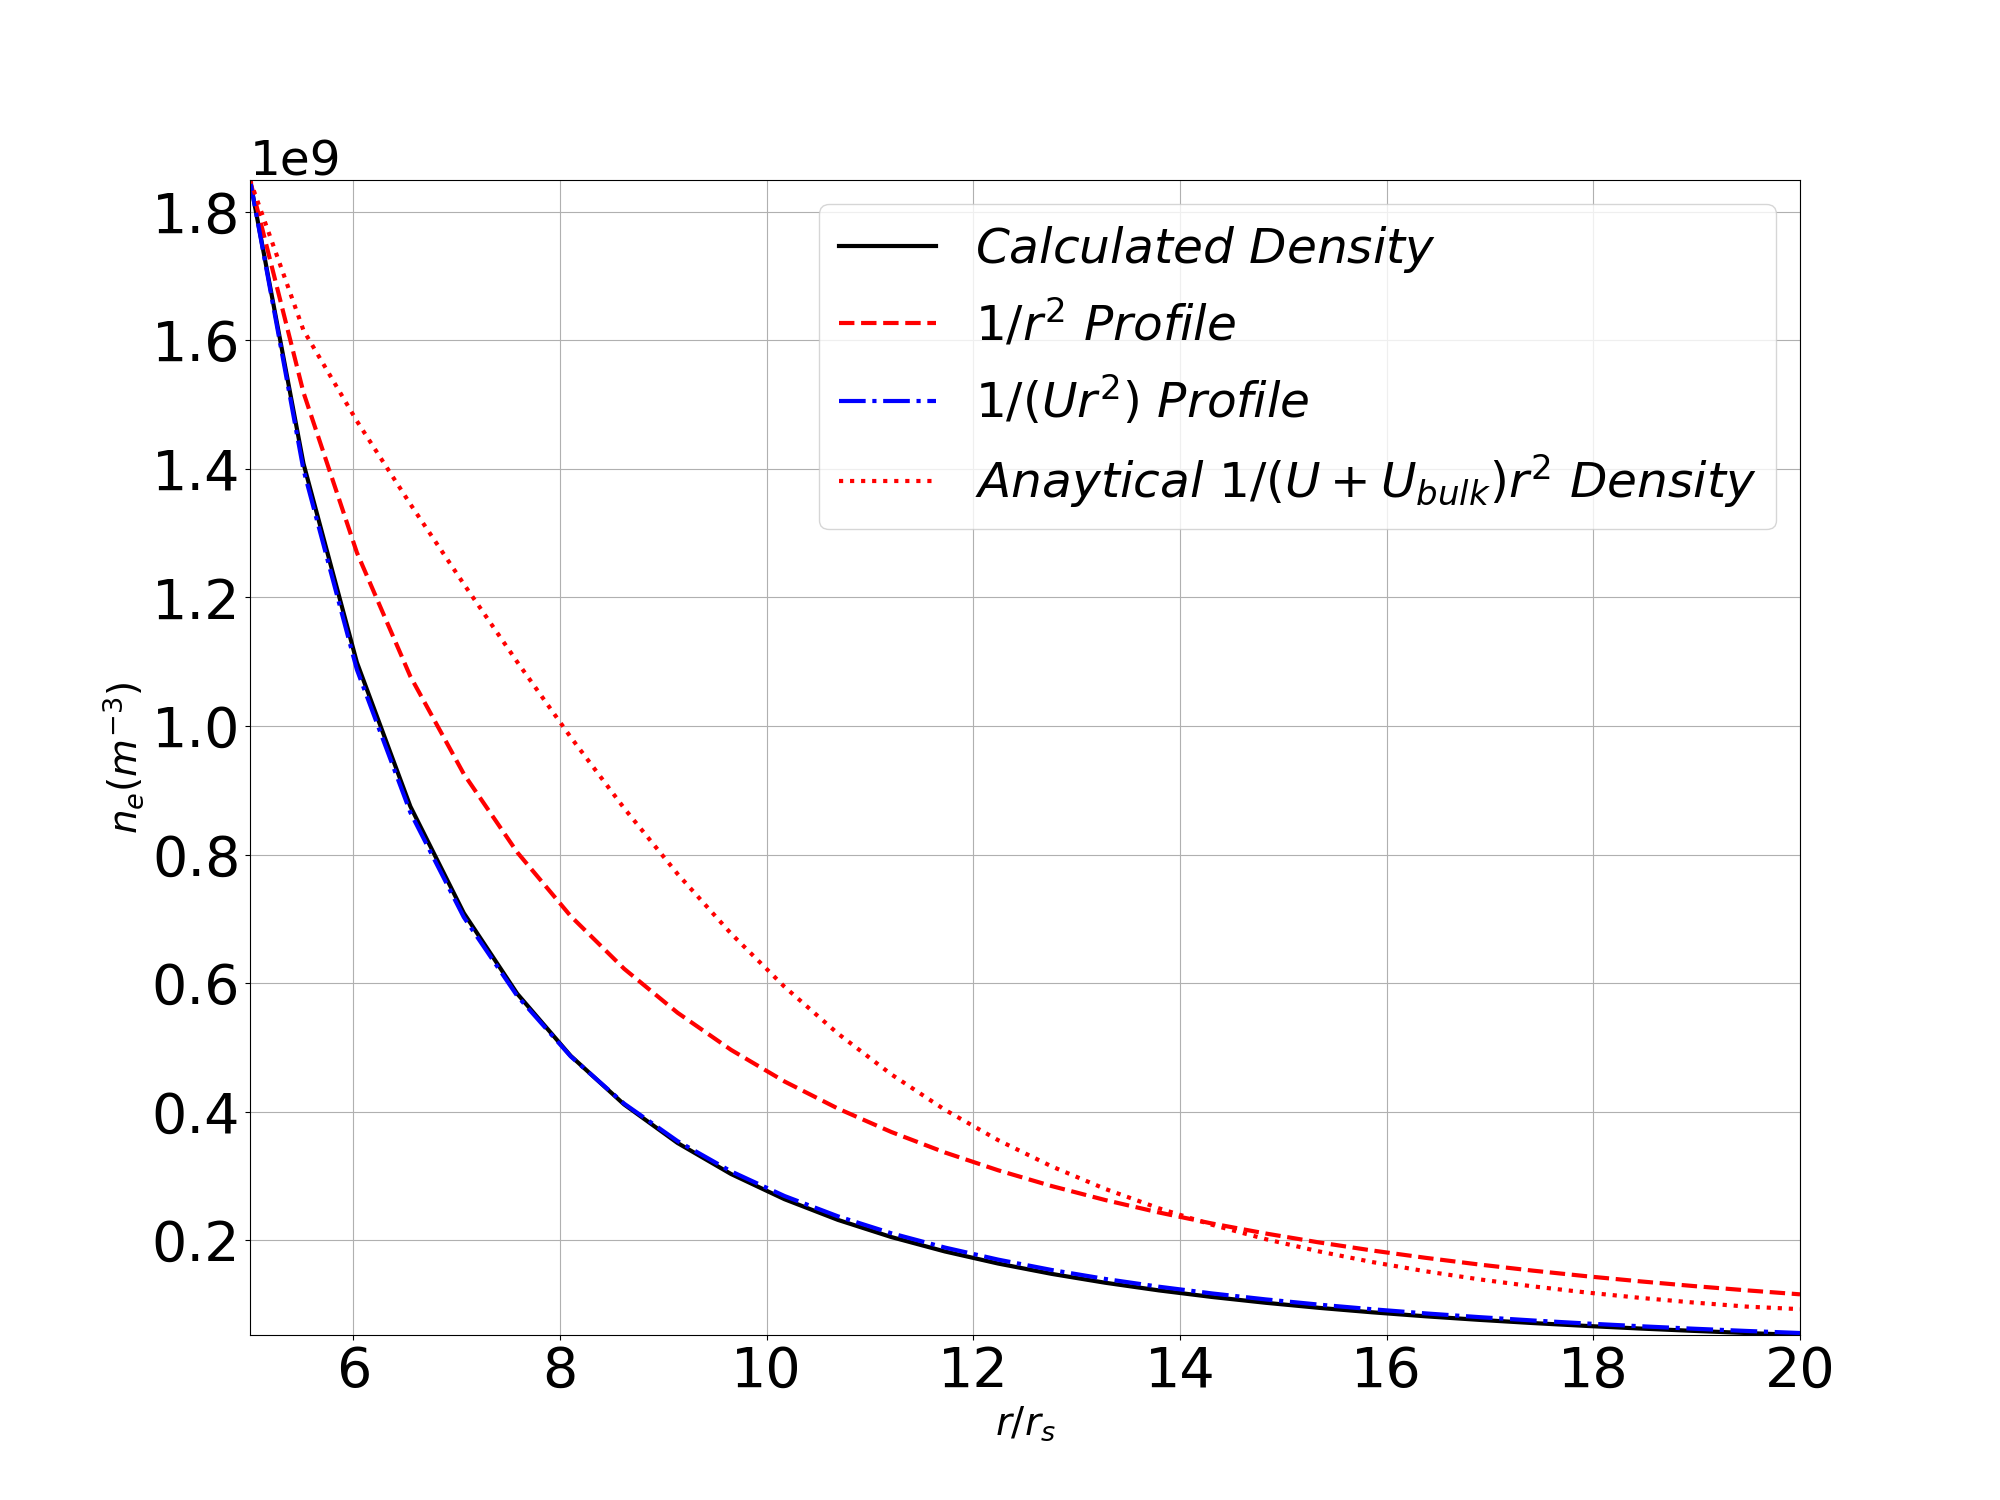 1e9
1.8
1.6
1.4
1.2
1.0
0.8
0.6
0.4
0.2
n_e(m^{-3})
Calculated Density
1/r² Profile
1/(Ur²) Profile
Anaytical 1/(U + U_{bulk})r² Density
6 8 10 12 14 16 18 20
r/r_s